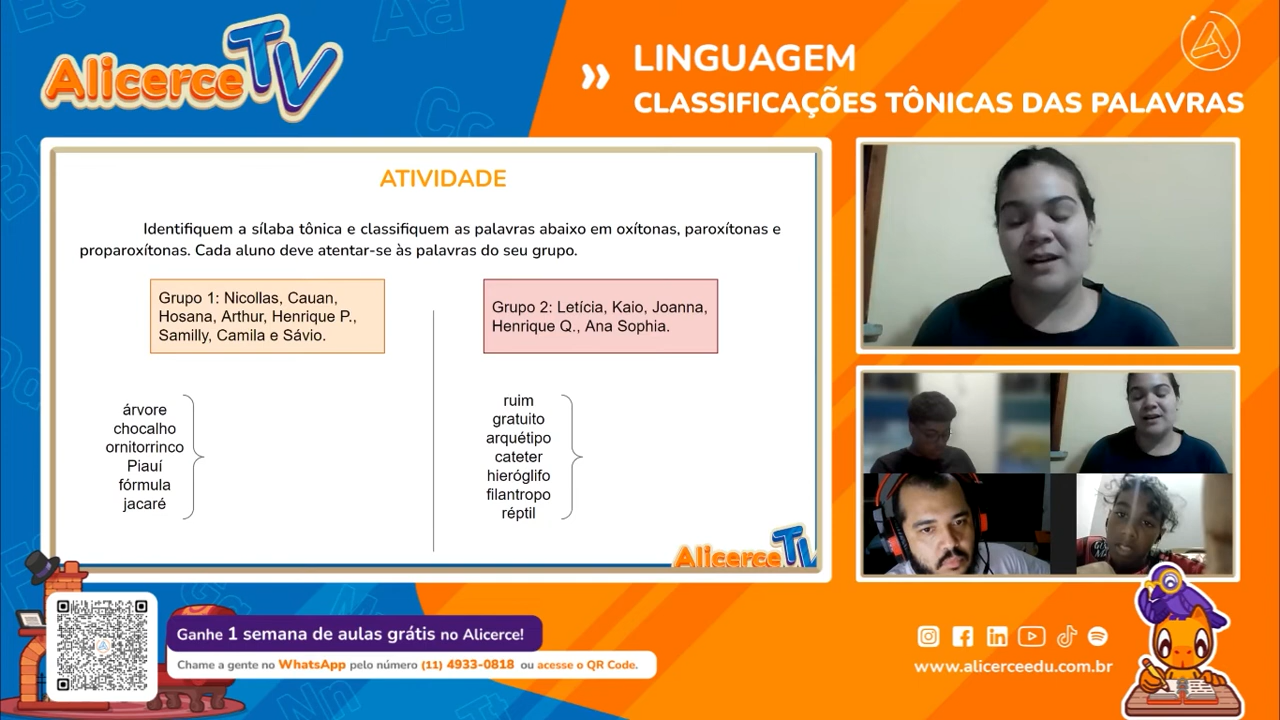 Alicerce TV
LINGUAGEM
CLASSIFICAÇÕES TÔNICAS DAS PALAVRAS
ATIVIDADE
Identifiquem a sílaba tônica e classifiquem as palavras abaixo em oxítonas, paroxítonas e
proparoxítonas. Cada aluno deve atentar-se às palavras do seu grupo.
Grupo 1: Nicollas, Cauan,
Hosana, Arthur, Henrique P.,
Samilly, Camila e Sávio.
Grupo 2: Letícia, Kaio, Joanna,
Henrique Q., Ana Sophia.
árvore
chocalho
ornitorrinco
Piauí
fórmula
jacaré
ruim
gratuito
arquétipo
cateter
hieróglifo
filantropo
réptil
Alicerce TV
Ganhe 1 semana de aulas grátis no Alicerce!
Chame a gente no WhatsApp pelo número (11) 4933-0818 ou acesse o QR Code.
www.alicerceedu.com.br